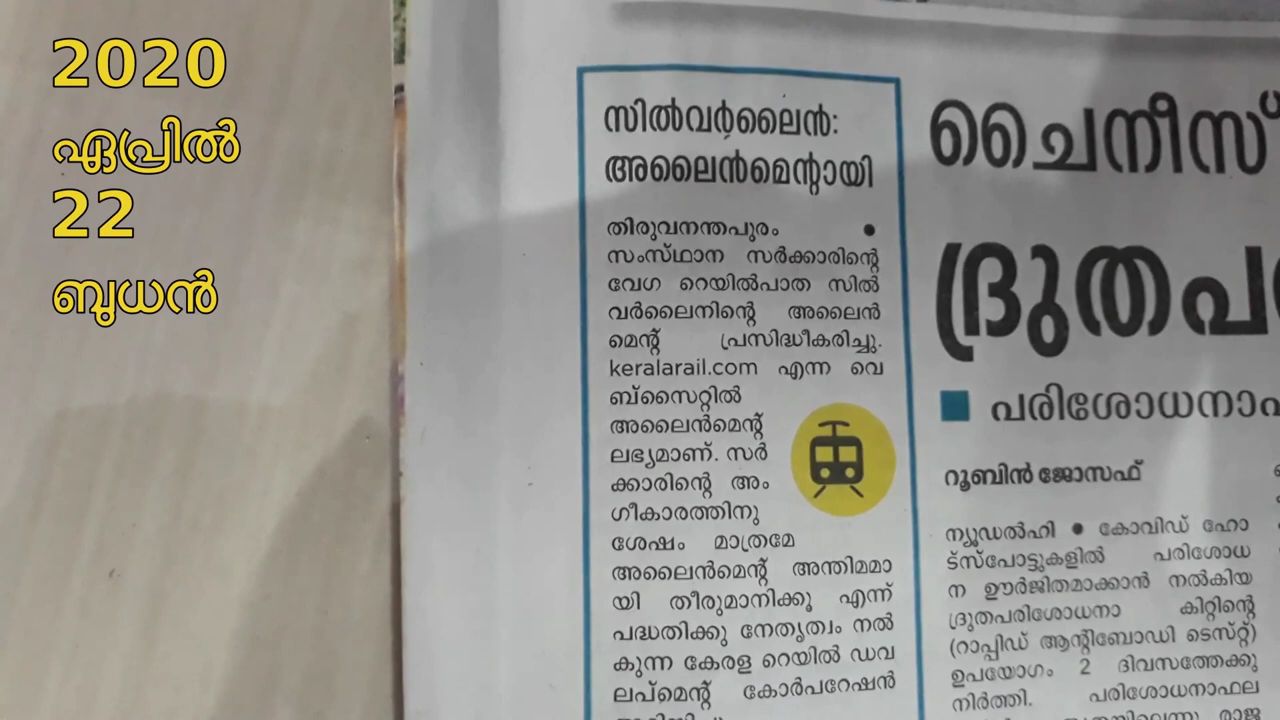 2020
ഏപ്രിൽ
22
ബുധൻ
സിൽവർലൈൻ:
അലൈൻമെന്റായി
തിരുവനന്തപുരം ●
സംസ്ഥാന സർക്കാരിന്റെ
വേഗ റെയിൽപാത സിൽ
വർലൈനിന്റെ അലൈൻ
മെന്റ് പ്രസിദ്ധീകരിച്ചു.
keralarail.com എന്ന വെ
ബ്സൈറ്റിൽ
അലൈൻമെന്റ്
ലഭ്യമാണ്. സർ
ക്കാരിന്റെ അം
ഗീകാരത്തിനു
ശേഷം മാത്രമേ
അലൈൻമെന്റ് അന്തിമമാ
യി തീരുമാനിക്കൂ എന്ന്
പദ്ധതിക്കു നേതൃത്വം നൽ
കുന്ന കേരള റെയിൽ ഡവ
ലപ്മെന്റ് കോർപറേഷൻ
ചൈനീസ്
ദ്രുതപ
■ പരിശോധനാഫ
റൂബിൻ ജോസഫ്
ന്യൂഡൽഹി ● കോവിഡ് ഹോ
ട്സ്പോട്ടുകളിൽ പരിശോധ
ന ഊർജിതമാക്കാൻ നൽകിയ
ദ്രുതപരിശോധനാ കിറ്റിന്റെ
(റാപ്പിഡ് ആന്റിബോഡി ടെസ്റ്റ്)
ഉപയോഗം 2 ദിവസത്തേക്കു
നിർത്തി. പരിശോധനാഫല